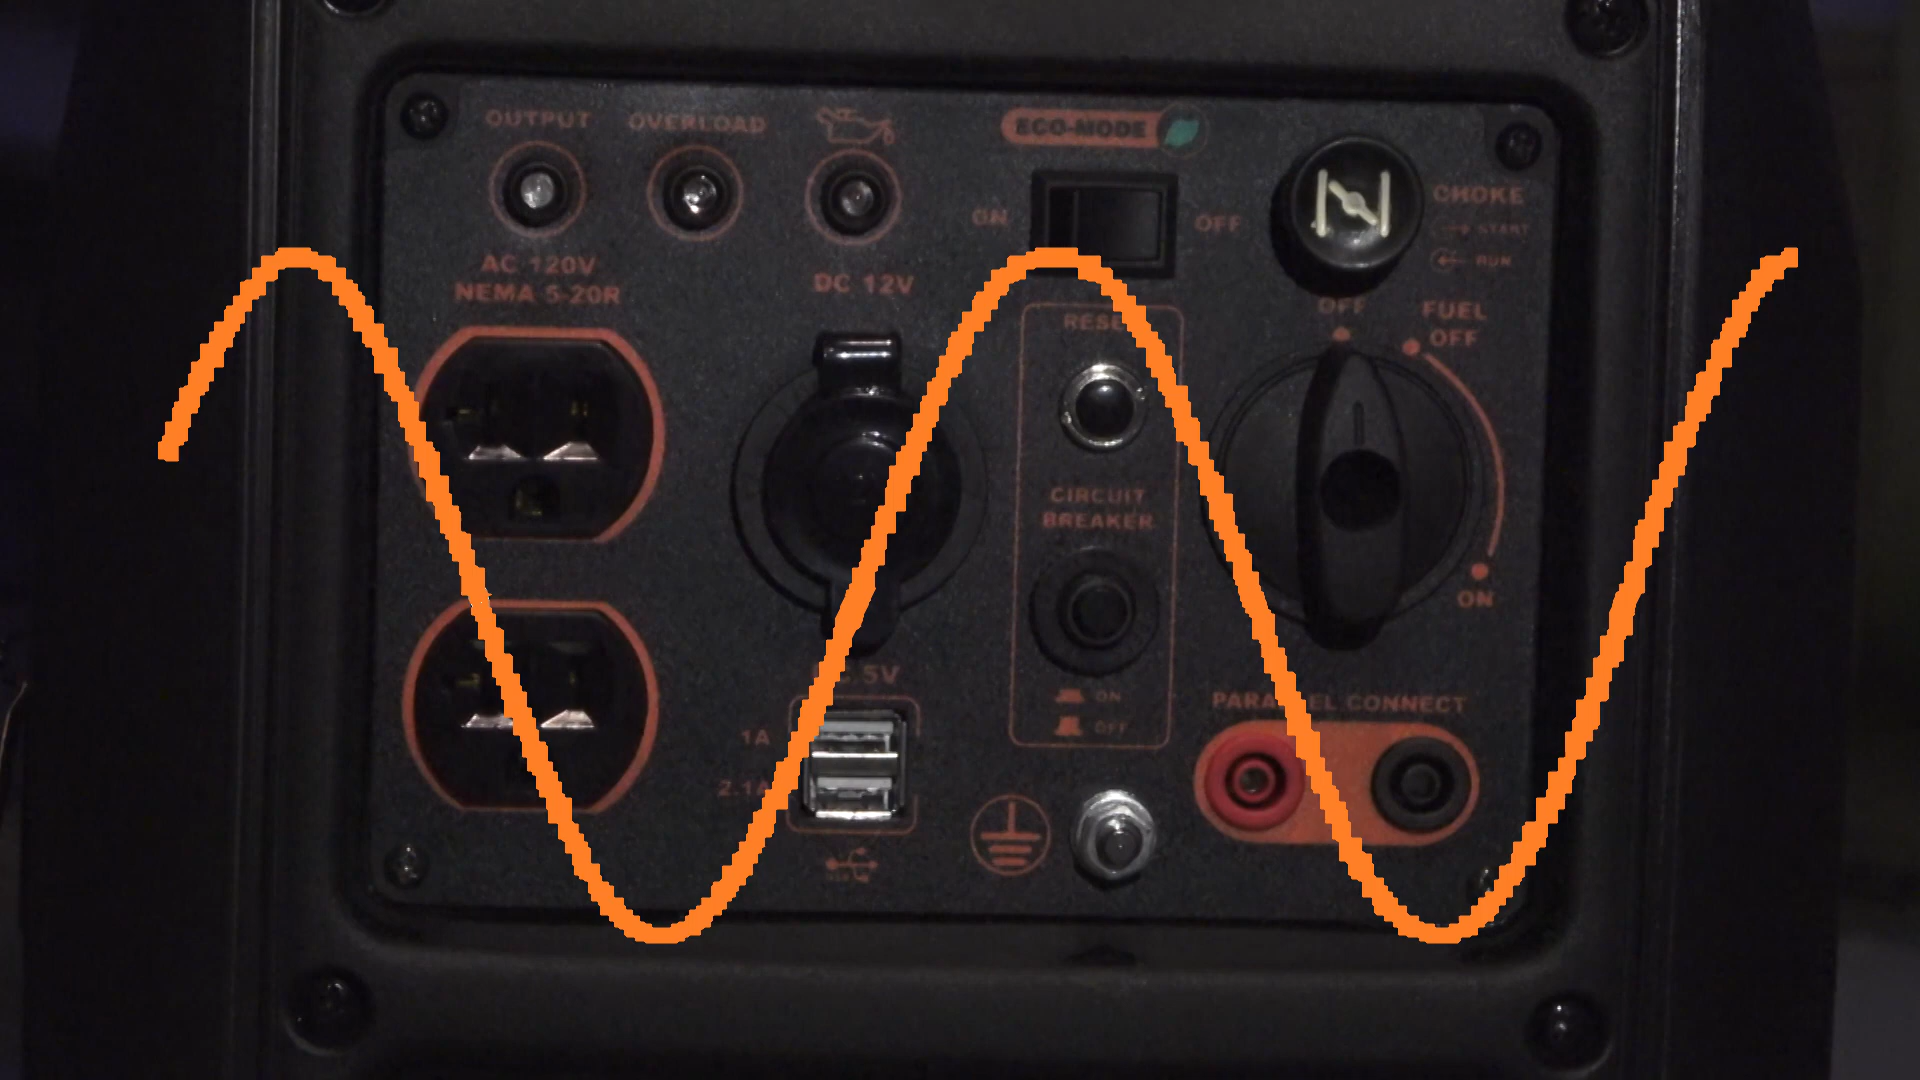 OUTPUT
OVERLOAD
ECO-MODE
ON
OFF
CHOKE
START
RUN
AC 120V
NEMA 5-20R
DC 12V
OFF
FUEL
OFF
CIRCUIT
BREAKER
ON
5V
ON
OFF
CONNECT
1A
2.1A